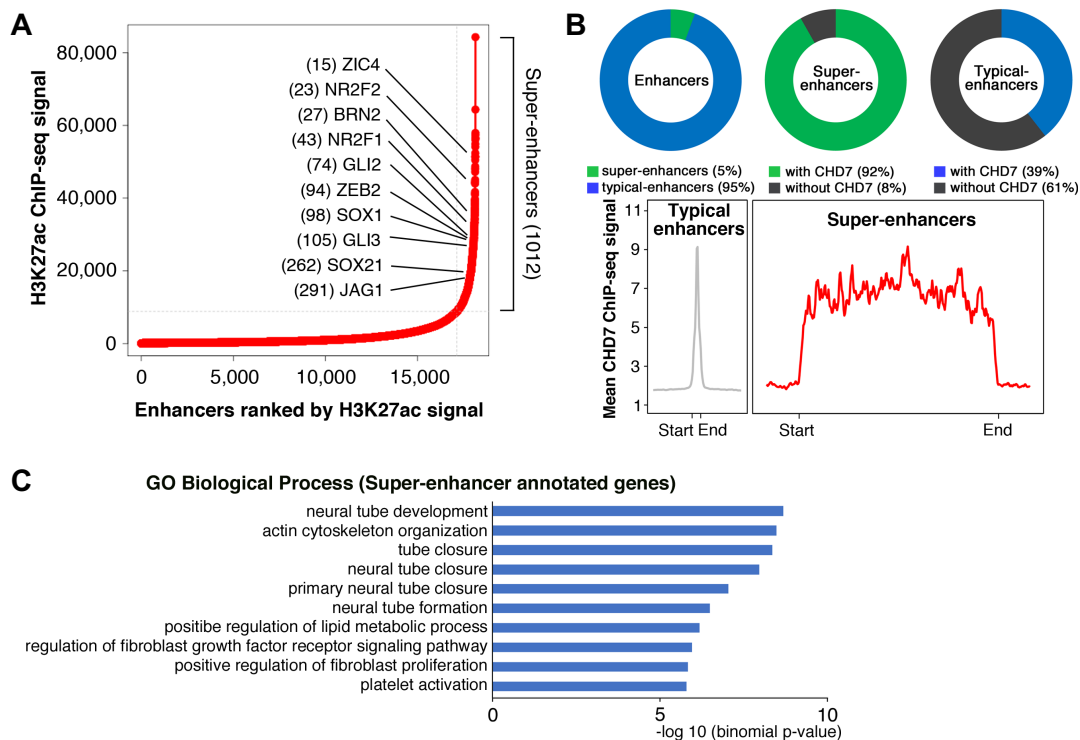 A
H3K27ac ChIP-seq signal
80,000
60,000
40,000
20,000
0
(15) ZIC4
(23) NR2F2
(27) BRN2
(43) NR2F1
(74) GLI2
(94) ZEB2
(98) SOX1
(105) GLI3
(262) SOX21
(291) JAG1
Super-enhancers (1012)
0
5,000
10,000
15,000
Enhancers ranked by H3K27ac signal
B
Enhancers
Super-
enhancers
Typical-
enhancers
super-enhancers (5%)
typical-enhancers (95%)
with CHD7 (92%)
without CHD7 (8%)
with CHD7 (39%)
without CHD7 (61%)
Mean CHD7 ChIP-seq signal
11
9
7
5
3
1
Typical
enhancers
Super-enhancers
Start End
Start
End
C
GO Biological Process (Super-enhancer annotated genes)
neural tube development
actin cytoskeleton organization
tube closure
neural tube closure
primary neural tube closure
neural tube formation
positibe regulation of lipid metabolic process
regulation of fibroblast growth factor receptor signaling pathway
positive regulation of fibroblast proliferation
platelet activation
0
5
10
-log 10 (binomial p-value)